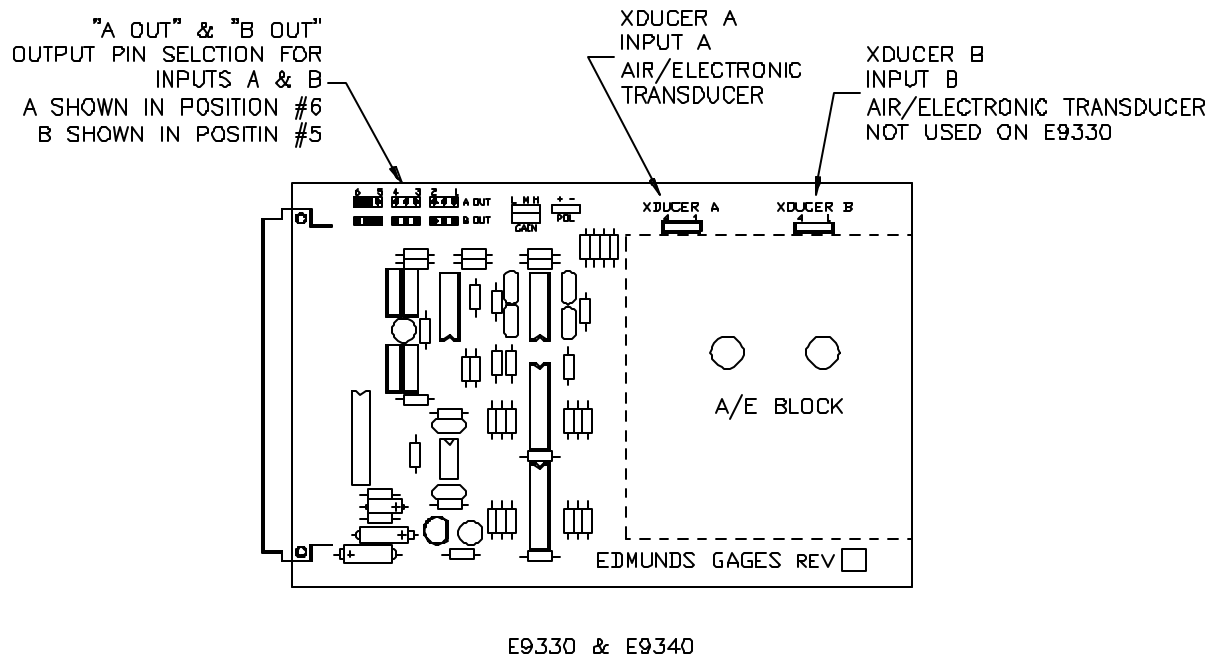 "A OUT" & "B OUT"
OUTPUT PIN SELCTION FOR
INPUTS A & B
A SHOWN IN POSITION #6
B SHOWN IN POSITIN #5
XDUCER A
INPUT A
AIR/ELECTRONIC
TRANSDUCER
XDUCER B
INPUT B
AIR/ELECTRONIC TRANSDUCER
NOT USED ON E9330
6 5 4 3 2 1
A OUT
B OUT
L M H
GAIN
+ -
POL
XDUCER A
4 1
XDUCER B
4 1
A/E BLOCK
+
+
+
EDMUNDS GAGES REV
E9330 & E9340